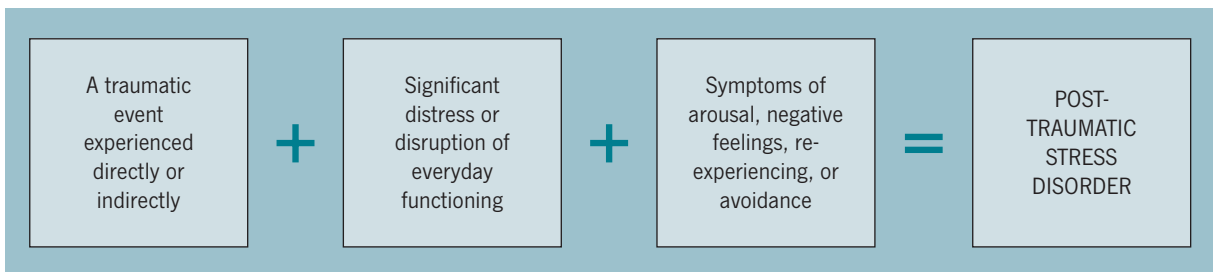 A traumatic
event
experienced
directly or
indirectly
+
Significant
distress or
disruption of
everyday
functioning
+
Symptoms of
arousal, negative
feelings, re-
experiencing, or
avoidance
=
POST-
TRAUMATIC
STRESS
DISORDER